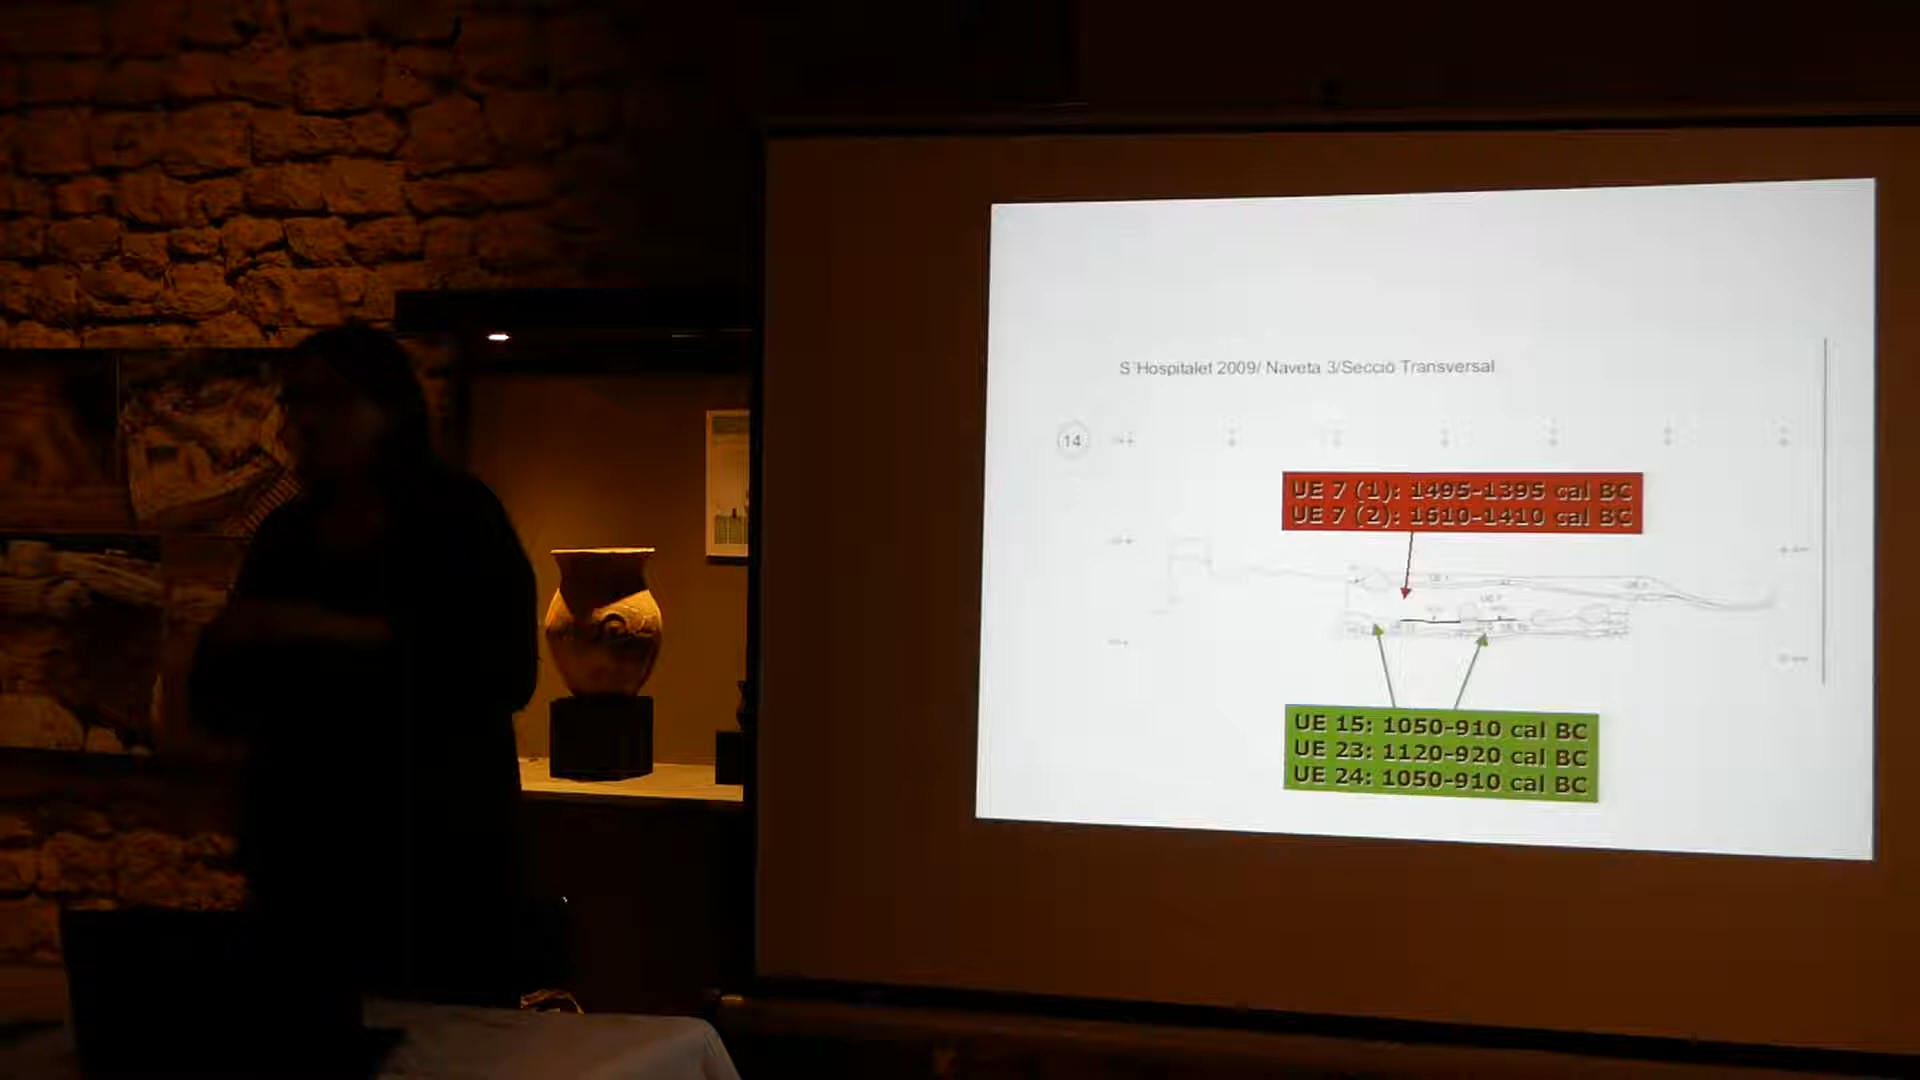 S´Hospitalet 2009/ Naveta 3/Secció Transversal
14
UE 7 (1): 1495-1395 cal BC
UE 7 (2): 1610-1410 cal BC
UE 15: 1050-910 cal BC
UE 23: 1120-920 cal BC
UE 24: 1050-910 cal BC